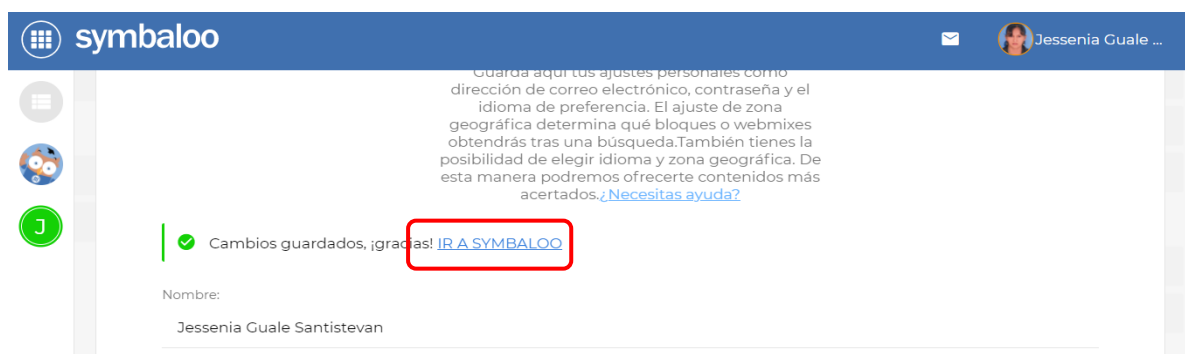 symbaloo
Jessenia Guale ...
Guarda aquí tus ajustes personales como
dirección de correo electrónico, contraseña y el
idioma de preferencia. El ajuste de zona
geográfica determina qué bloques o webmixes
obtendrás tras una búsqueda.También tienes la
posibilidad de elegir idioma y zona geográfica. De
esta manera podremos ofrecerte contenidos más
acertados.¿Necesitas ayuda?
J
Cambios guardados, ¡gracias! IR A SYMBALOO
Nombre:
Jessenia Guale Santistevan